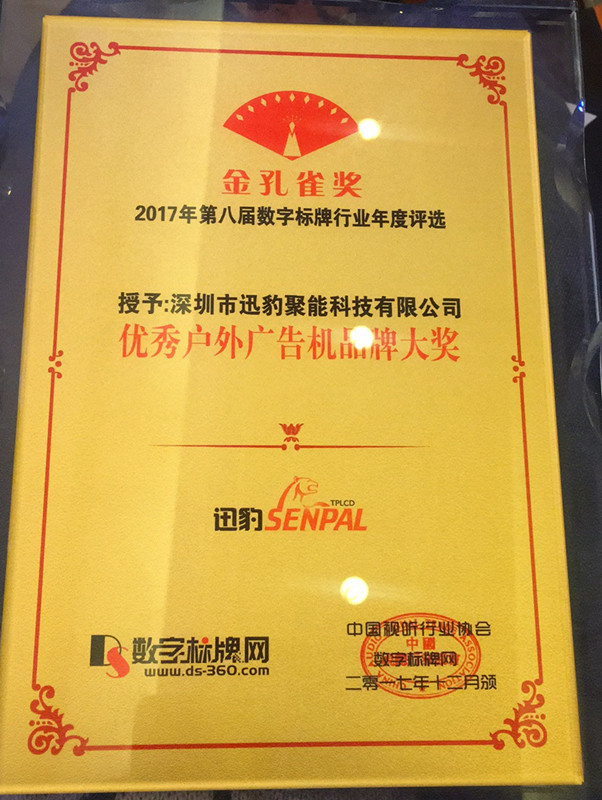 金孔雀奖
2017年第八届数字标牌行业年度评选
授予:深圳市迅豹聚能科技有限公司
优秀户外广告机品牌大奖
TPLCD
迅豹SENPAL
DS 数字标牌网
www.ds-360.com
中国视听行业协会
中國
数字标牌网
二零一七年十二月颁
ASSOCIATION